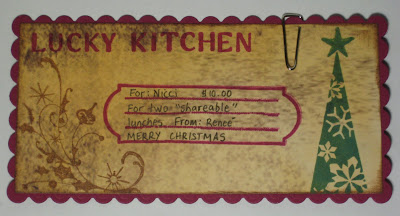 LUCKY KITCHEN
For: Nicci $10.00
For two "shareable"
lunches. From: Renee
MERRY CHRISTMAS